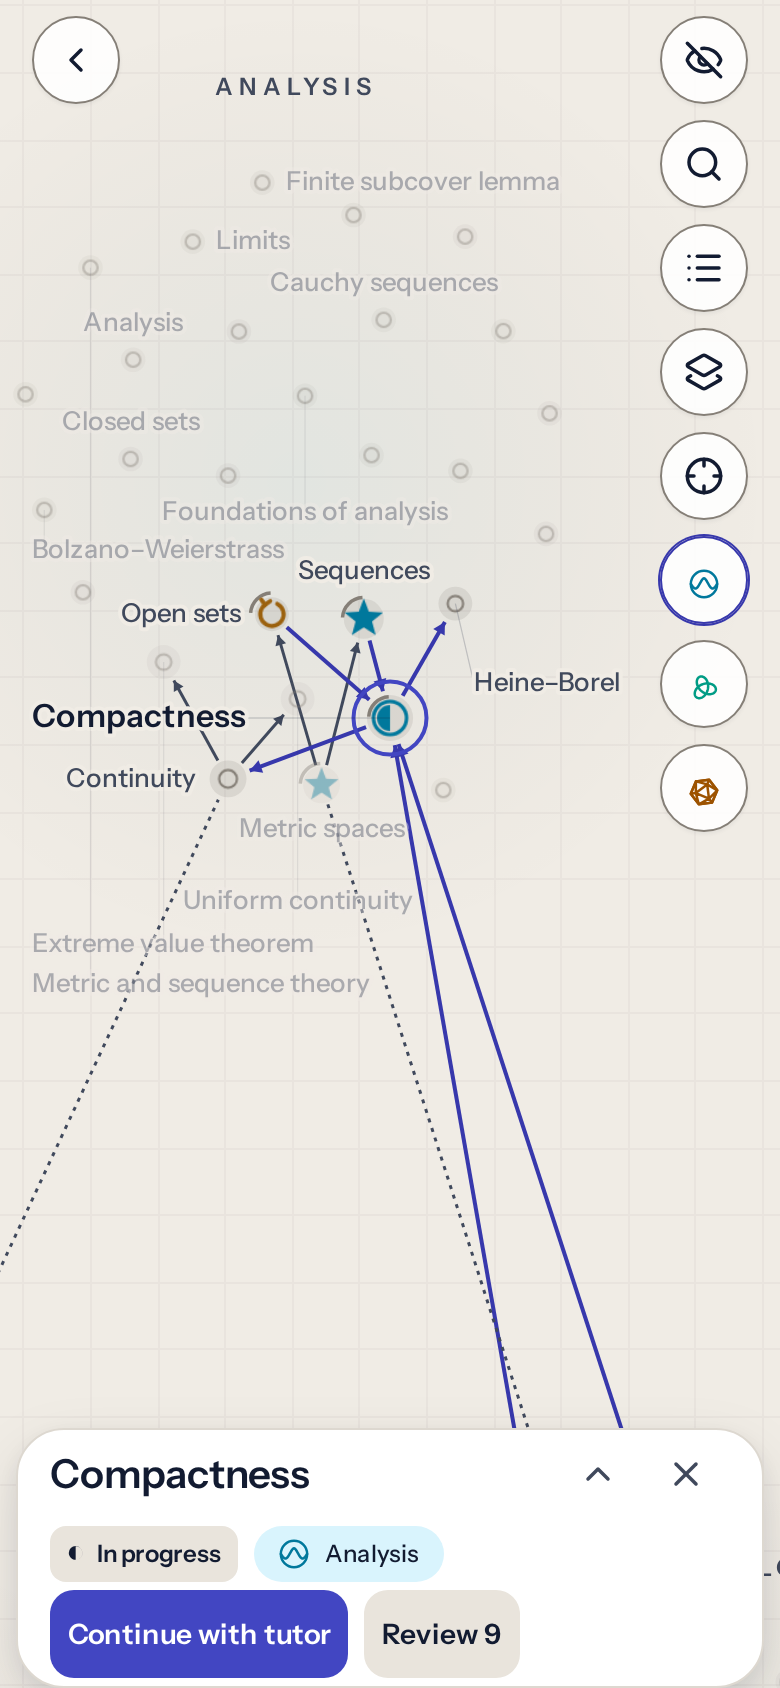 ANALYSIS
Finite subcover lemma
Limits
Cauchy sequences
Analysis
Closed sets
Foundations of analysis
Bolzano–Weierstrass
Sequences
Open sets
Heine–Borel
Compactness
Continuity
Metric spaces
Uniform continuity
Extreme value theorem
Metric and sequence theory
Compactness
In progress
Analysis
Continue with tutor
Review 9